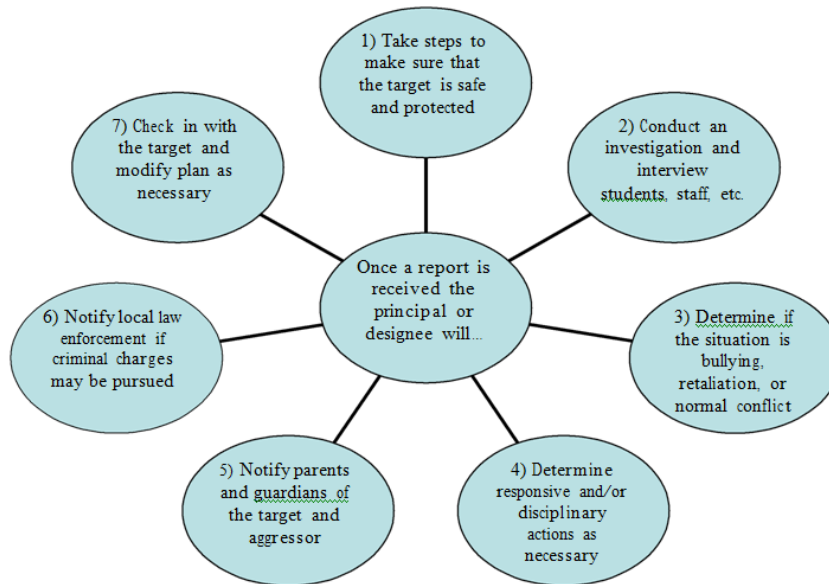 1) Take steps to
make sure that
the target is safe
and protected
2) Conduct an
investigation and
interview
students, staff, etc.
3) Determine if
the situation is
bullying,
retaliation, or
normal conflict
4) Determine
responsive and/or
disciplinary
actions as
necessary
5) Notify parents
and guardians of
the target and
aggressor
6) Notify local law
enforcement if
criminal charges
may be pursued
7) Check in with
the target and
modify plan as
necessary
Once a report is
received the
principal or
designee will...